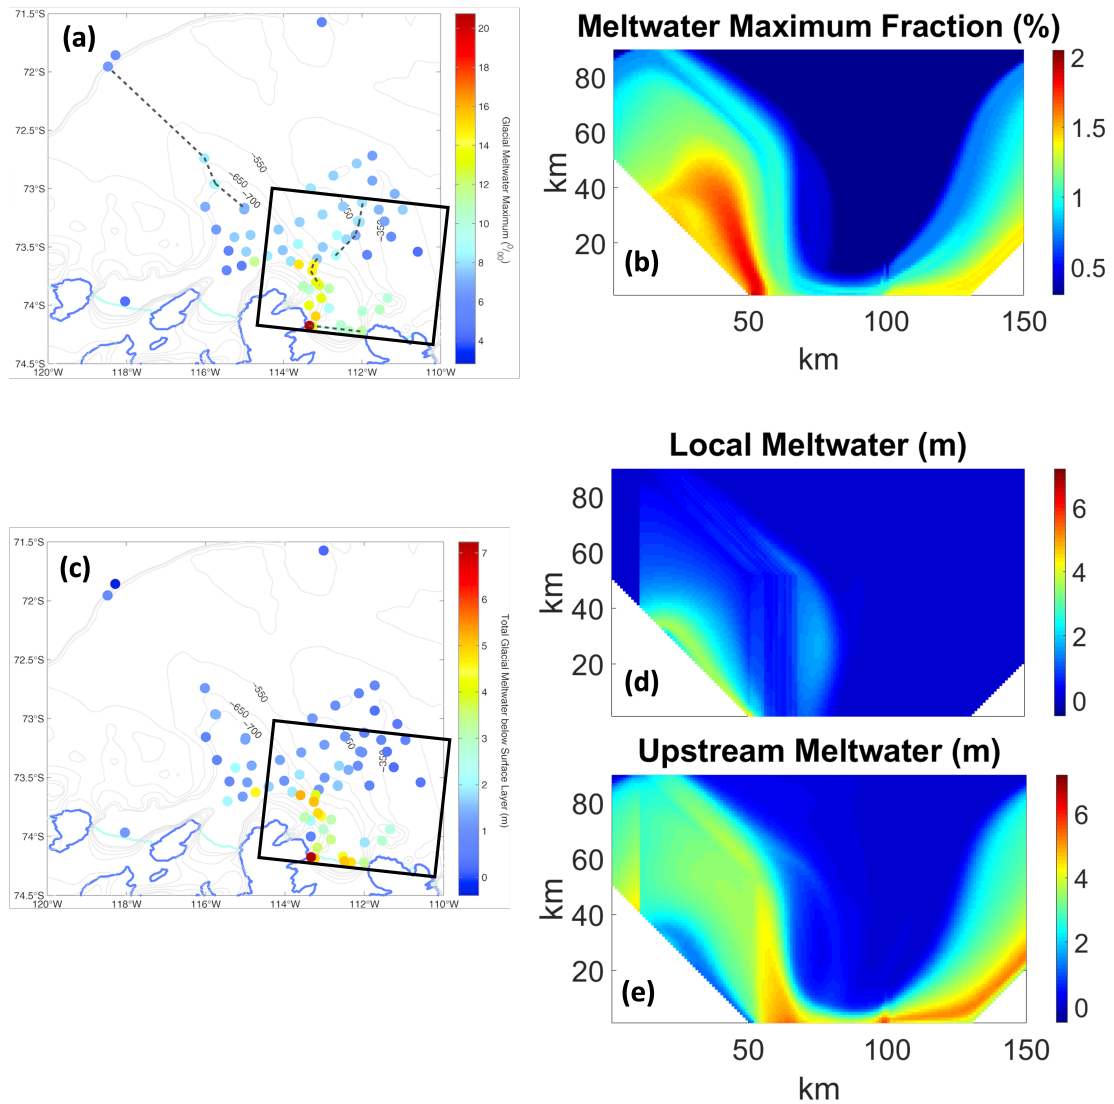 (a)
71.5°S
72°S
72.5°S
73°S
73.5°S
74°S
74.5°S
120°W
118°W
116°W
114°W
112°W
110°W
−550
−650
−700
−350
20
18
16
14
12
10
8
6
4
Glacial Meltwater Maximum (⁰/₀₀)
Meltwater Maximum Fraction (%)
80
60
40
20
km
(b)
50
100
150
km
2
1.5
1
0.5
(c)
71.5°S
72°S
72.5°S
73°S
73.5°S
74°S
74.5°S
120°W
118°W
116°W
114°W
112°W
110°W
−550
−650
−700
7
6
5
4
3
2
1
0
Total Glacial Meltwater below Surface Layer (m)
Local Meltwater (m)
80
60
40
20
km
(d)
6
4
2
0
Upstream Meltwater (m)
80
60
40
20
km
(e)
50
100
150
km
6
4
2
0